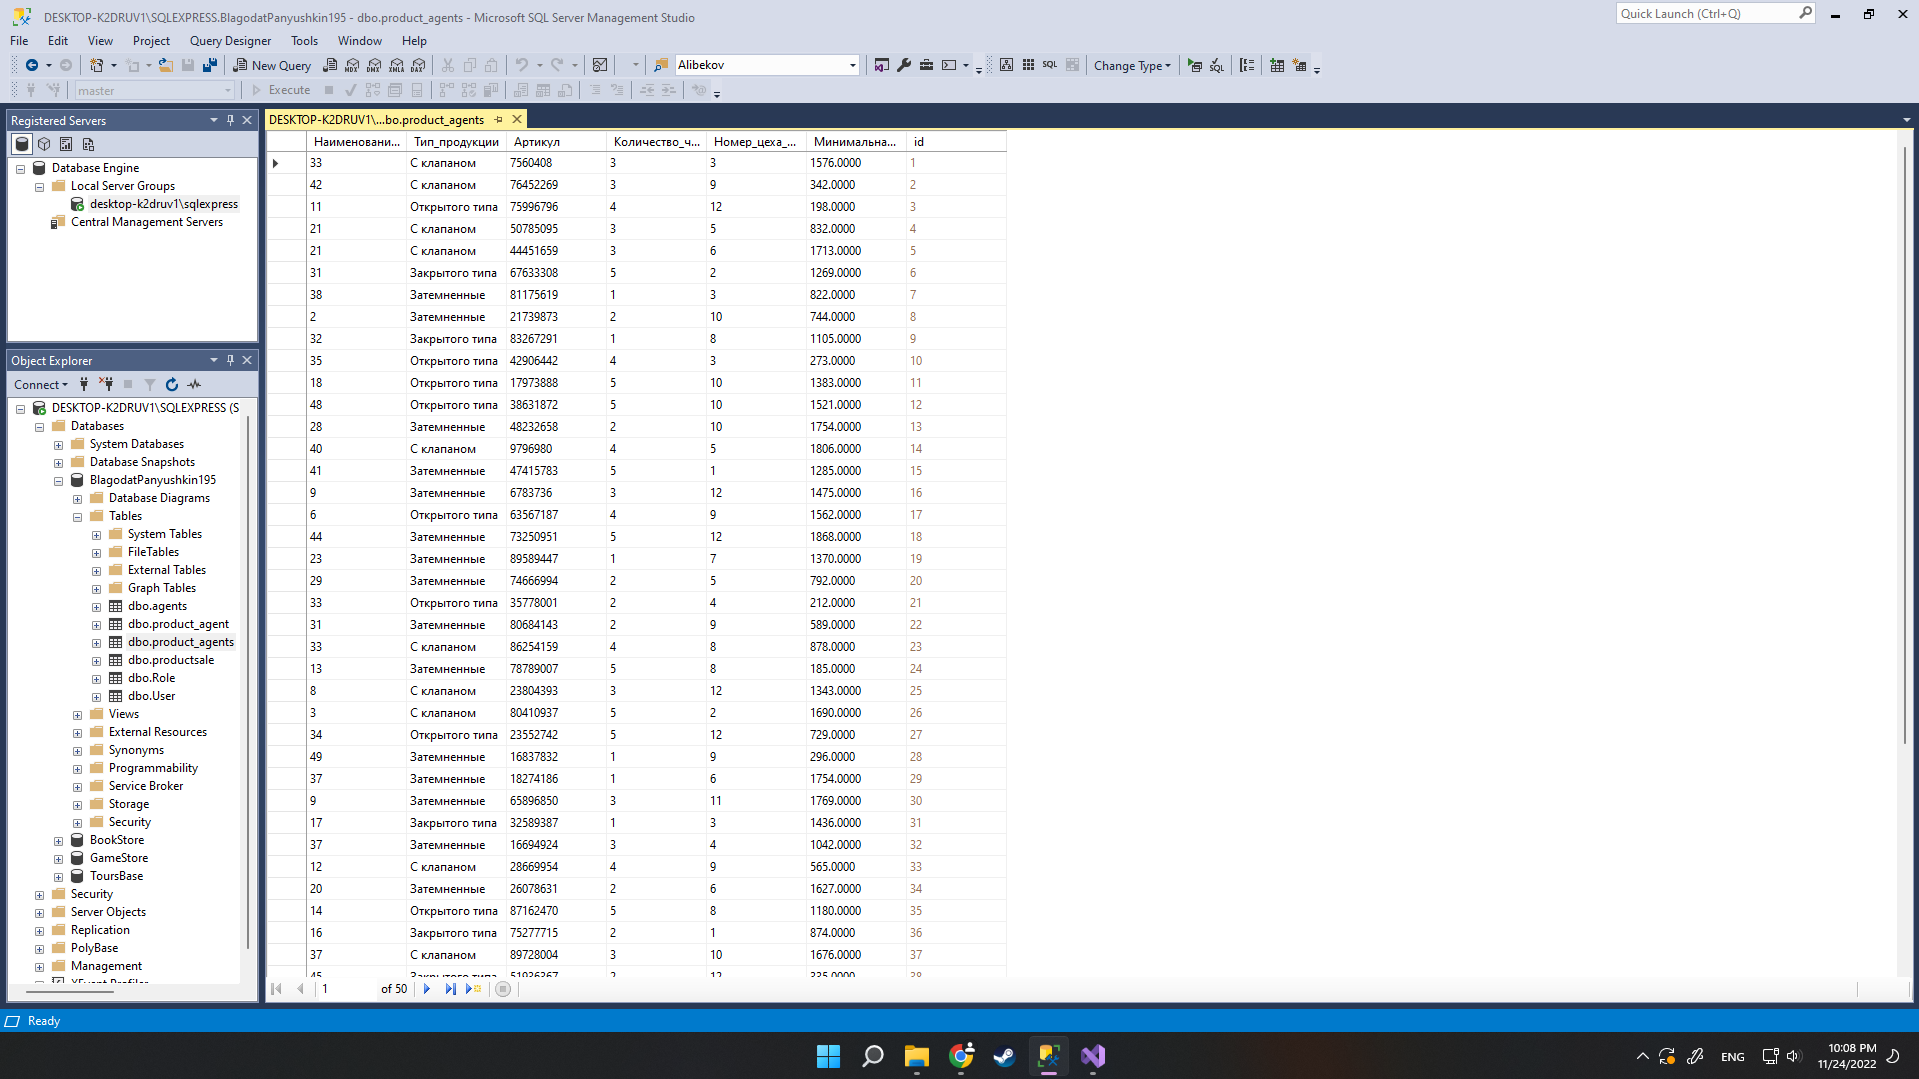 DESKTOP-K2DRUV1\SQLEXPRESS.BlagodatPanyushkin195 - dbo.product_agents - Microsoft SQL Server Management Studio
Quick Launch (Ctrl+Q)
File Edit View Project Query Designer Tools Window Help
New Query MDX DMX XMLA DAX Alibekov SQL Change Type SQL
master Execute
Registered Servers
Database Engine
Local Server Groups
desktop-k2druv1\sqlexpress
Central Management Servers
Object Explorer
Connect
DESKTOP-K2DRUV1\SQLEXPRESS (S
Databases
System Databases
Database Snapshots
BlagodatPanyushkin195
Database Diagrams
Tables
System Tables
FileTables
External Tables
Graph Tables
dbo.agents
dbo.product_agent
dbo.product_agents
dbo.productsale
dbo.Role
dbo.User
Views
External Resources
Synonyms
Programmability
Service Broker
Storage
Security
BookStore
GameStore
ToursBase
Security
Server Objects
Replication
PolyBase
Management
XEvent Profiler
DESKTOP-K2DRUV1\...bo.product_agents
Наименовани... Тип_продукции Артикул Количество_ч... Номер_цеха_... Минимальна... id
33 С клапаном 7560408 3 3 1576.0000 1
42 С клапаном 76452269 3 9 342.0000 2
11 Открытого типа 75996796 4 12 198.0000 3
21 С клапаном 50785095 3 5 832.0000 4
21 С клапаном 44451659 3 6 1713.0000 5
31 Закрытого типа 67633308 5 2 1269.0000 6
38 Затемненные 81175619 1 3 822.0000 7
2 Затемненные 21739873 2 10 744.0000 8
32 Закрытого типа 83267291 1 8 1105.0000 9
35 Открытого типа 42906442 4 3 273.0000 10
18 Открытого типа 17973888 5 10 1383.0000 11
48 Открытого типа 38631872 5 10 1521.0000 12
28 Затемненные 48232658 2 10 1754.0000 13
40 С клапаном 9796980 4 5 1806.0000 14
41 Затемненные 47415783 5 1 1285.0000 15
9 Затемненные 6783736 3 12 1475.0000 16
6 Открытого типа 63567187 4 9 1562.0000 17
44 Затемненные 73250951 5 12 1868.0000 18
23 Затемненные 89589447 1 7 1370.0000 19
29 Затемненные 74666994 2 5 792.0000 20
33 Открытого типа 35778001 2 4 212.0000 21
31 Затемненные 80684143 2 9 589.0000 22
33 С клапаном 86254159 4 8 878.0000 23
13 Затемненные 78789007 5 8 185.0000 24
8 С клапаном 23804393 3 12 1343.0000 25
3 С клапаном 80410937 5 2 1690.0000 26
34 Открытого типа 23552742 5 12 729.0000 27
49 Затемненные 16837832 1 9 296.0000 28
37 Затемненные 18274186 1 6 1754.0000 29
9 Затемненные 65896850 3 11 1769.0000 30
17 Закрытого типа 32589387 1 3 1436.0000 31
37 Затемненные 16694924 3 4 1042.0000 32
12 С клапаном 28669954 4 9 565.0000 33
20 Затемненные 26078631 2 6 1627.0000 34
14 Открытого типа 87162470 5 8 1180.0000 35
16 Закрытого типа 75277715 2 1 874.0000 36
37 С клапаном 89728004 3 10 1676.0000 37
45 Закрытого типа 51936367 2 12 335.0000 38
1 of 50
Ready
ENG 10:08 PM
11/24/2022